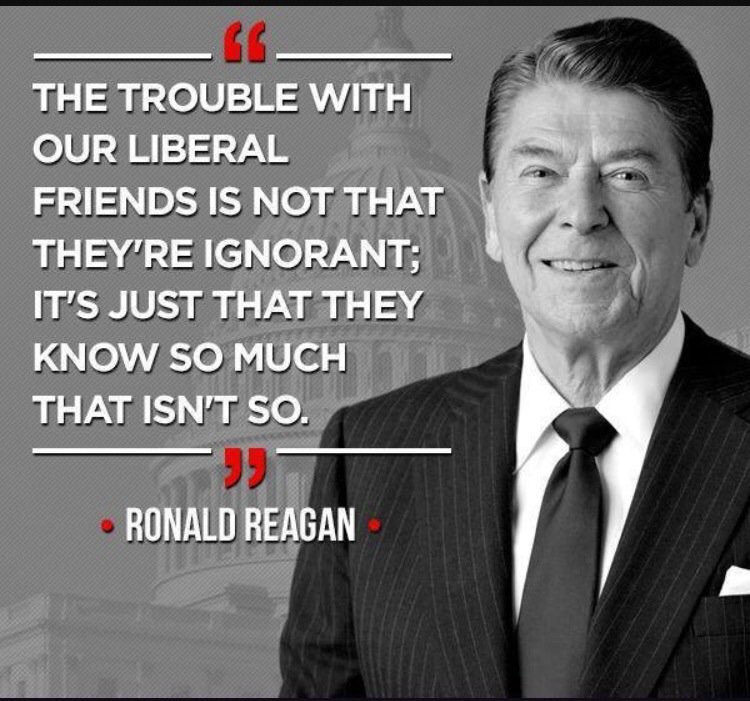 “
THE TROUBLE WITH
OUR LIBERAL
FRIENDS IS NOT THAT
THEY'RE IGNORANT;
IT'S JUST THAT THEY
KNOW SO MUCH
THAT ISN'T SO.
”
• RONALD REAGAN •